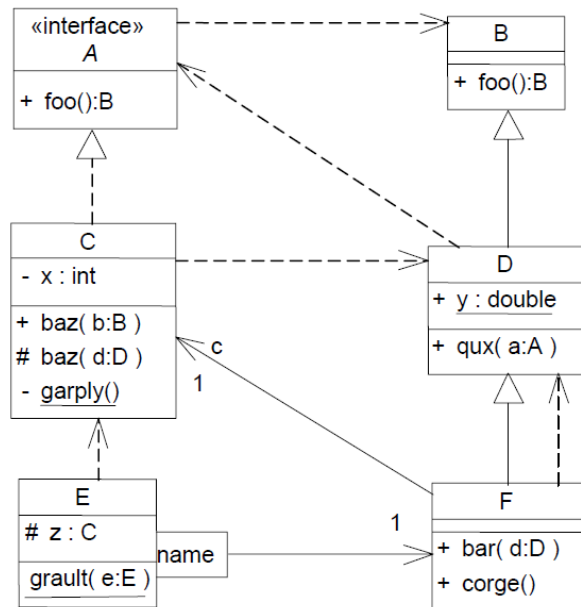 «interface»
A
+ foo():B
B
+ foo():B
C
- x : int
+ baz( b:B )
# baz( d:D )
- garply()
D
+ y : double
+ qux( a:A )
c
1
E
# z : C
grault( e:E )
name
1
F
+ bar( d:D )
+ corge()